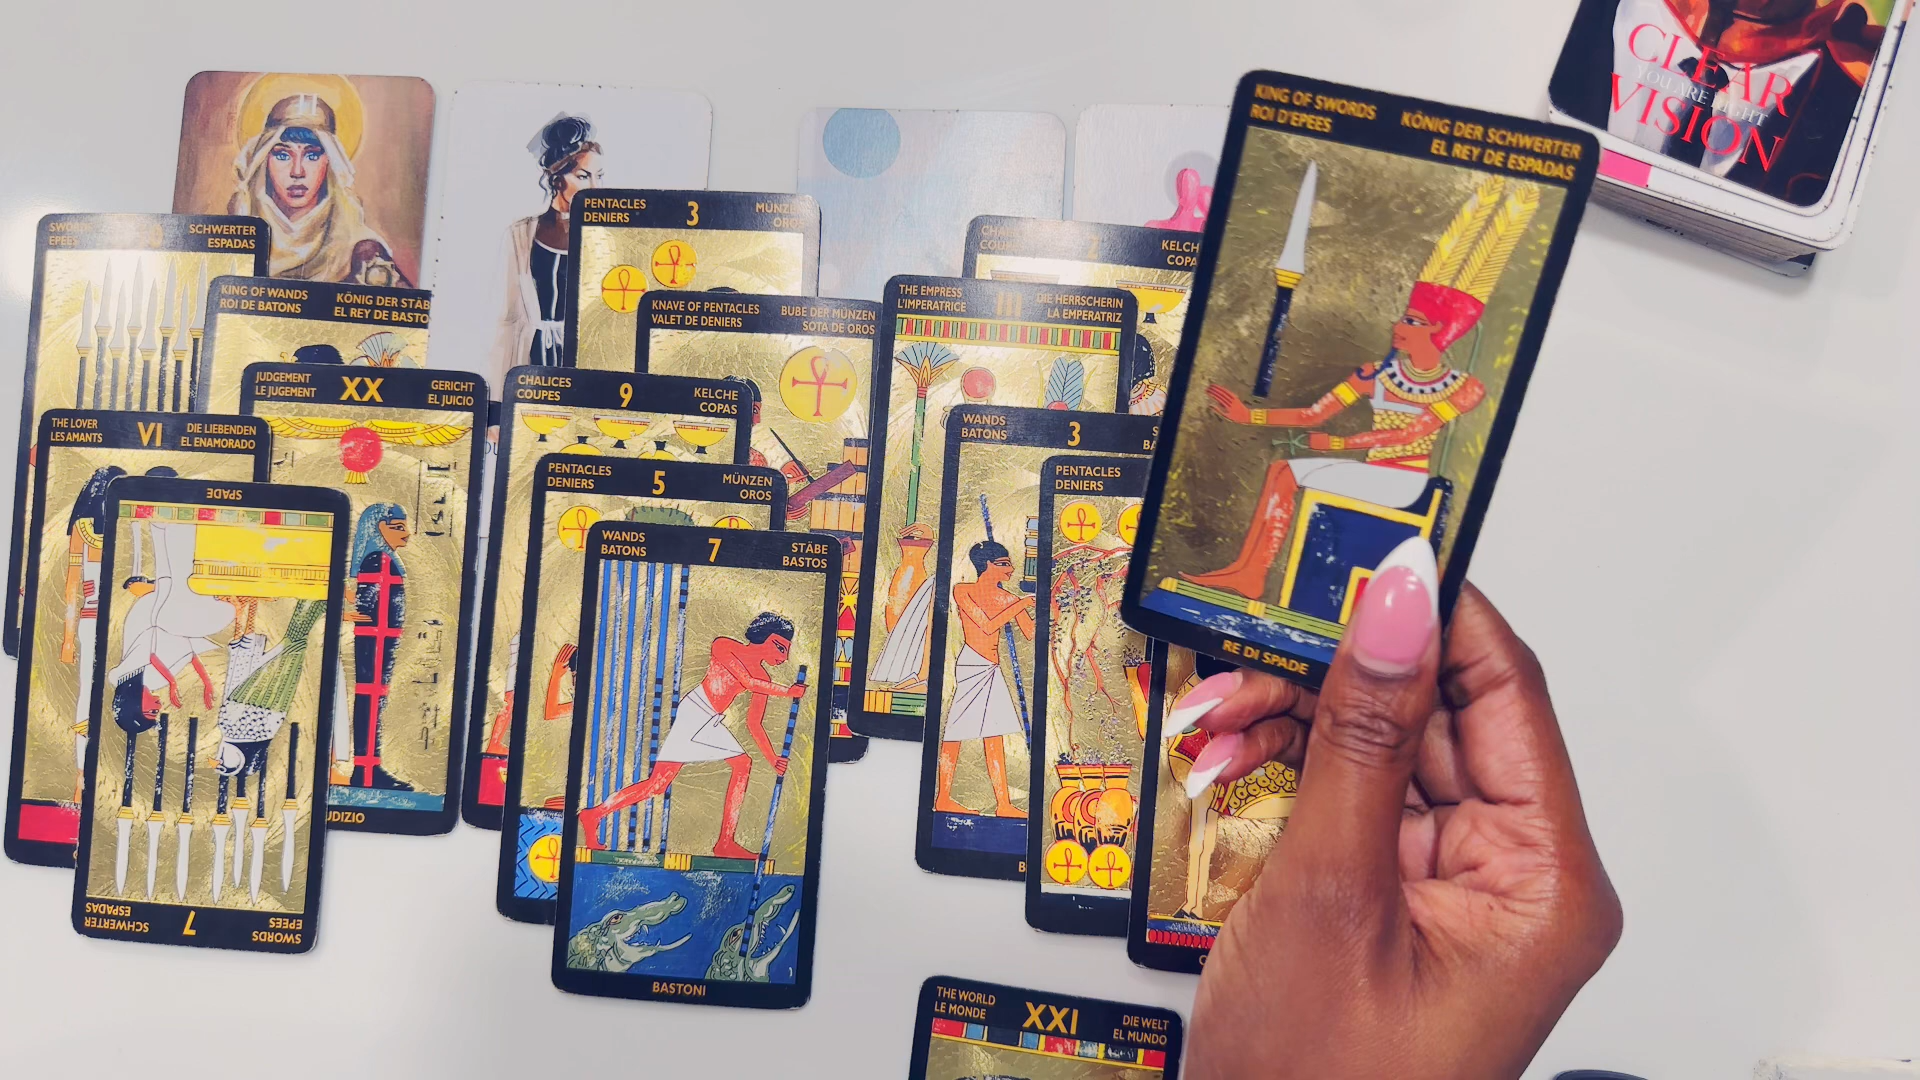 CLEAR
YOU ARE RIGHT
VISION
KING OF SWORDS
ROI D'EPEES
KÖNIG DER SCHWERTER
EL REY DE ESPADAS
RE DI SPADE
SWORDS
EPEES
SCHWERTER
ESPADAS
KING OF WANDS
ROI DE BATONS
KÖNIG DER STÄB
EL REY DE BASTO
JUDGEMENT
LE JUGEMENT
XX
GERICHT
EL JUICIO
UDIZIO
THE LOVER
LES AMANTS
VI
DIE LIEBENDEN
EL ENAMORADO
SPADE
SWORDS
EPEES
7
SCHWERTER
ESPADAS
PENTACLES
DENIERS
3
MÜNZEN
OROS
KNAVE OF PENTACLES
VALET DE DENIERS
BUBE DER MÜNZEN
SOTA DE OROS
CHALICES
COUPES
9
KELCHE
COPAS
PENTACLES
DENIERS
5
MÜNZEN
OROS
WANDS
BATONS
7
STÄBE
BASTOS
BASTONI
KELCH
COPA
THE EMPRESS
L'IMPERATRICE
III
DIE HERRSCHERIN
LA EMPERATRIZ
WANDS
BATONS
3
PENTACLES
DENIERS
THE WORLD
LE MONDE
XXI
DIE WELT
EL MUNDO